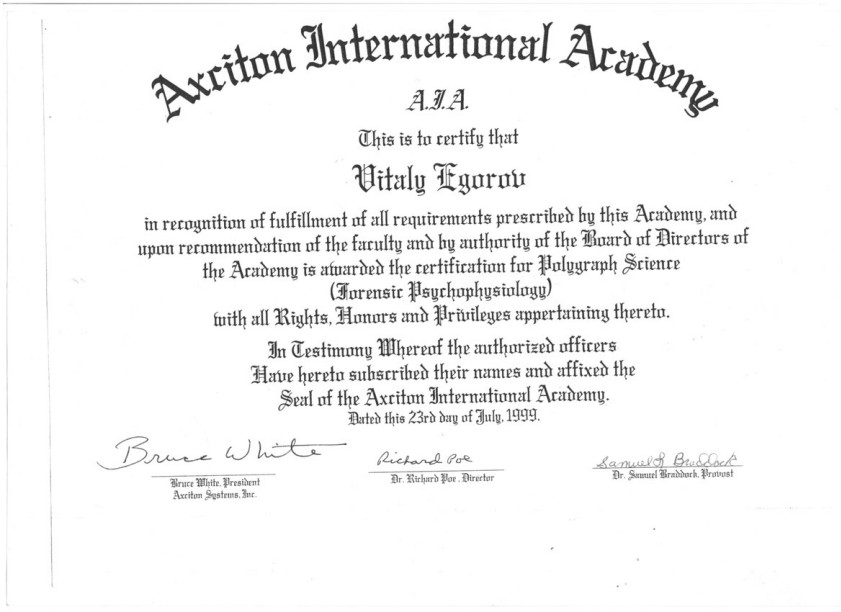 Axciton International Academy
A.I.A.
This is to certify that
Vitaly Egorov
in recognition of fulfillment of all requirements prescribed by this Academy, and
upon recommendation of the faculty and by authority of the Board of Directors of
the Academy is awarded the certification for Polygraph Science
(Forensic Psychophysiology)
with all Rights, Honors and Privileges appertaining thereto.
In Testimony Whereof the authorized officers
Have hereto subscribed their names and affixed the
Seal of the Axciton International Academy.
Dated this 23rd day of July, 1999.
Bruce White
Richard Poe
Samuel L Braddock
Bruce White, President
Axciton Systems, Inc.
Dr. Richard Poe, Director
Dr. Samuel Braddock, Provost